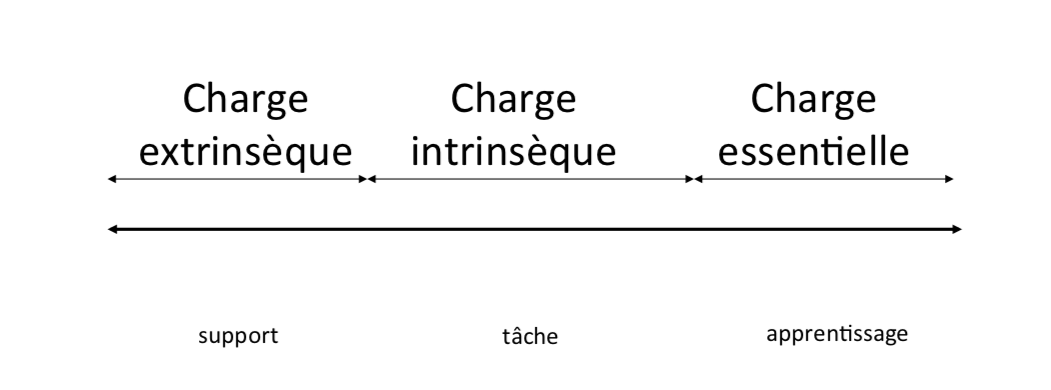 Charge
extrinsèque
Charge
intrinsèque
Charge
essentielle
support
tâche
apprentissage